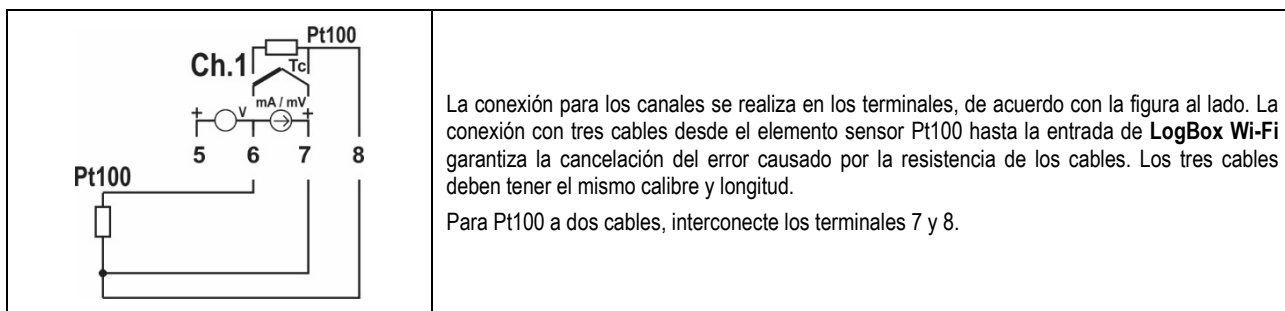 Pt100
Ch.1
Tc
mA / mV
+ V +
5 6 7 8
Pt100
La conexión para los canales se realiza en los terminales, de acuerdo con la figura al lado. La
conexión con tres cables desde el elemento sensor Pt100 hasta la entrada de LogBox Wi-Fi
garantiza la cancelación del error causado por la resistencia de los cables. Los tres cables
deben tener el mismo calibre y longitud.
Para Pt100 a dos cables, interconecte los terminales 7 y 8.